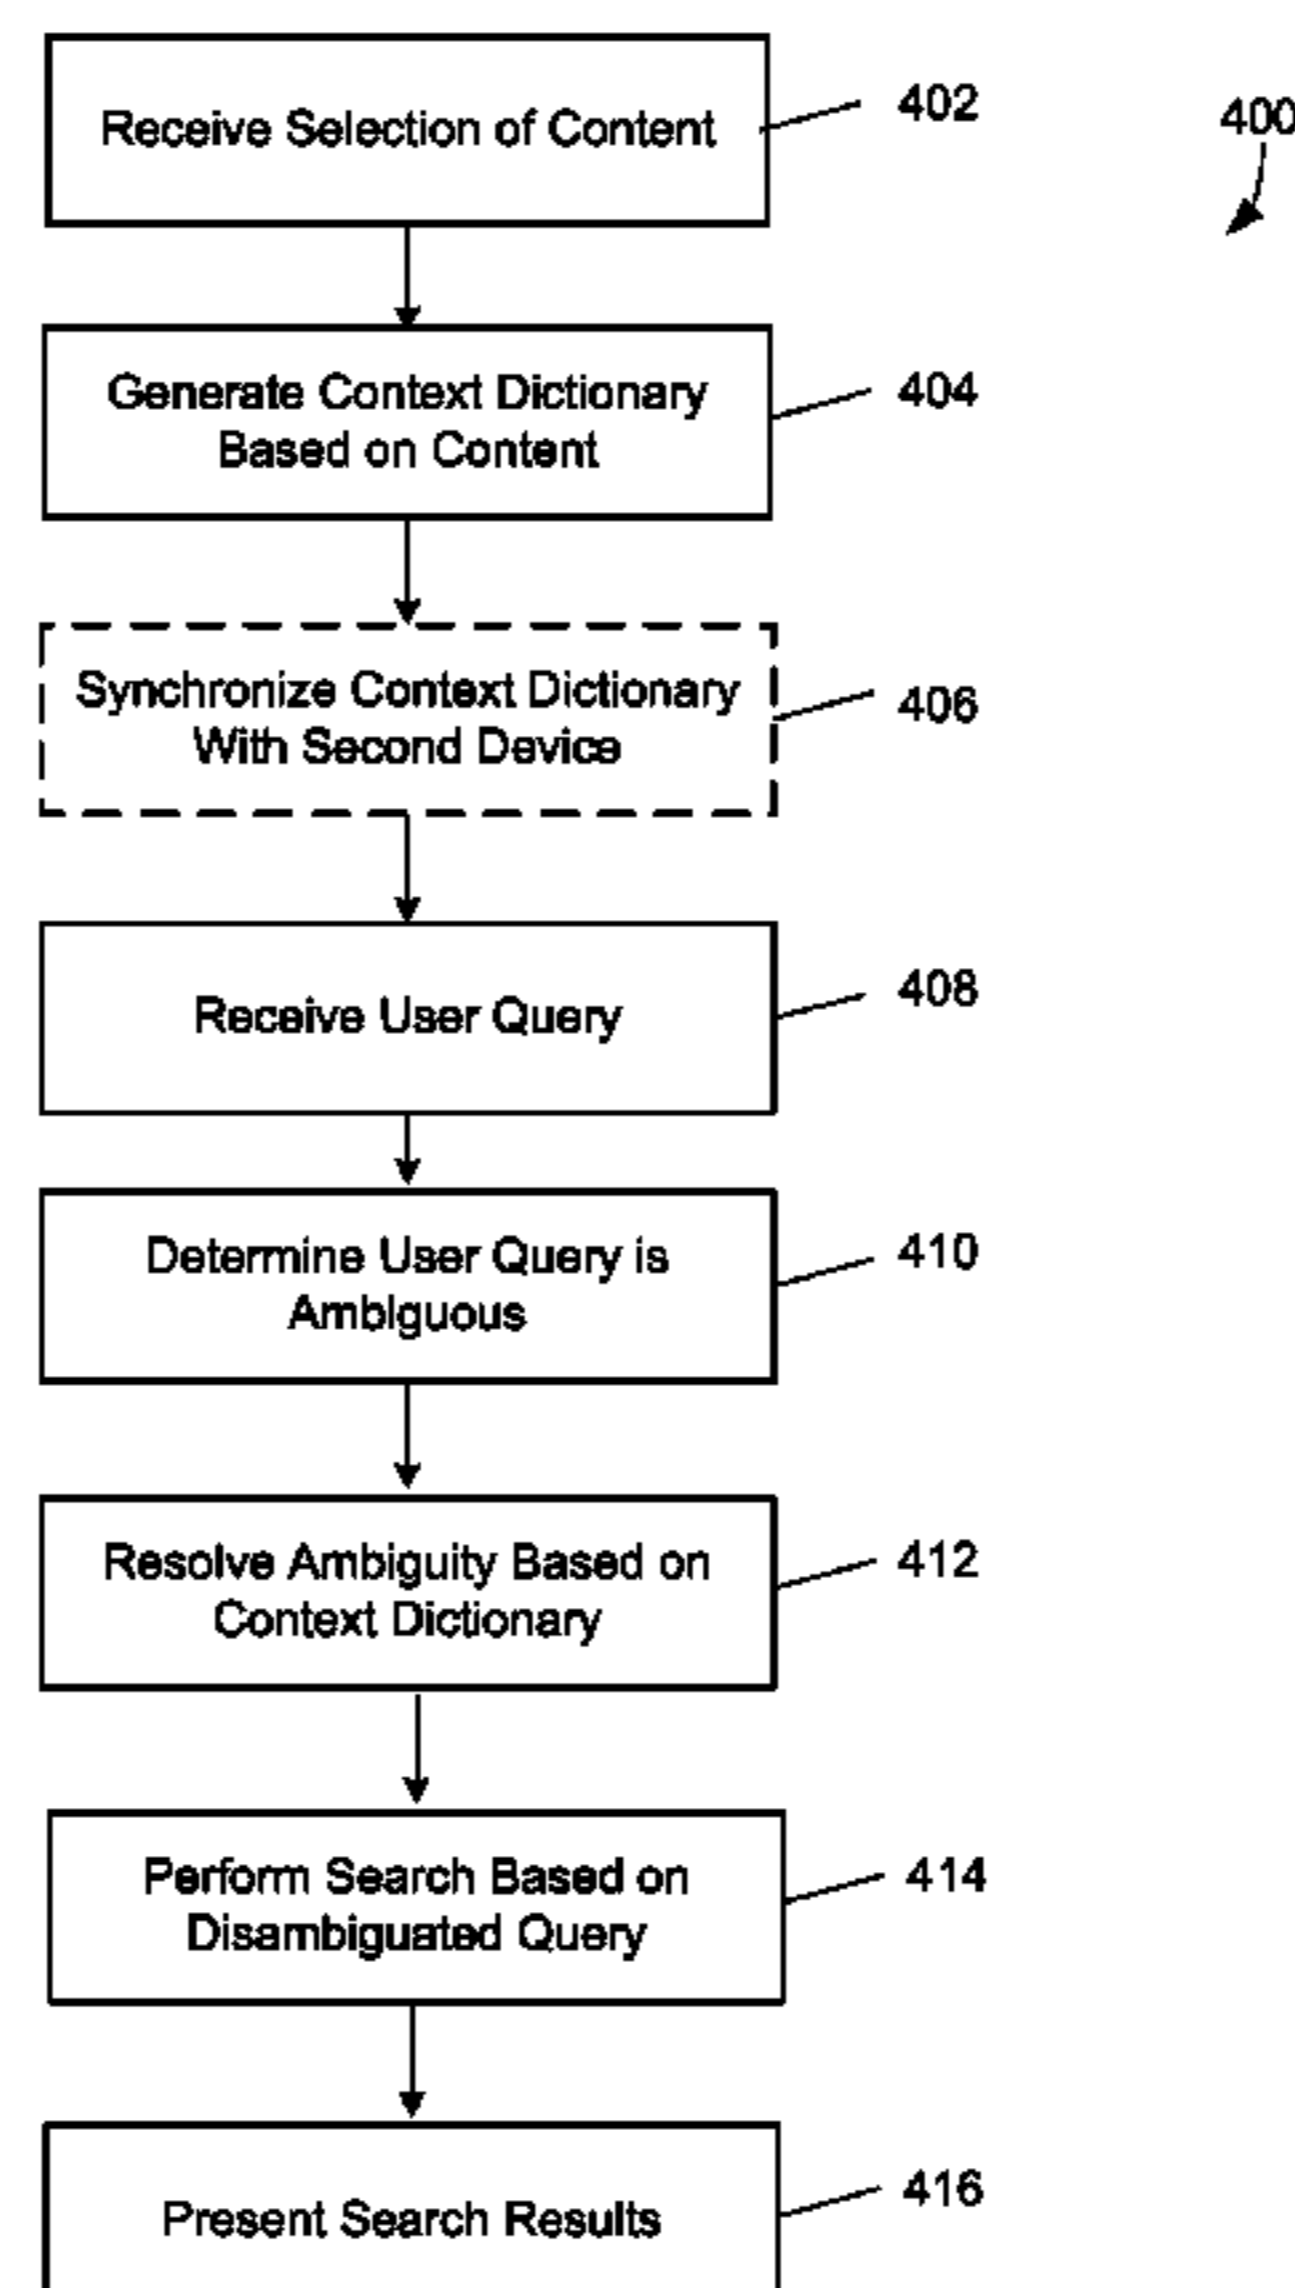 Receive Selection of Content
402
400
Generate Context Dictionary
Based on Content
404
Synchronize Context Dictionary
With Second Device
406
Receive User Query
408
Determine User Query is
Ambiguous
410
Resolve Ambiguity Based on
Context Dictionary
412
Perform Search Based on
Disambiguated Query
414
Present Search Results
416